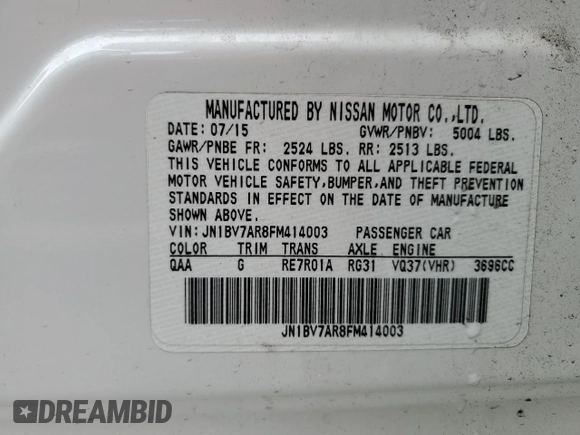 MANUFACTURED BY NISSAN MOTOR CO.,LTD.
DATE: 07/15 GVWR/PNBV: 5004 LBS.
GAWR/PNBE FR: 2524 LBS. RR: 2513 LBS.
THIS VEHICLE CONFORMS TO ALL APPLICABLE FEDERAL
MOTOR VEHICLE SAFETY,BUMPER,AND THEFT PREVENTION
STANDARDS IN EFFECT ON THE DATE OF MANUFACTURE
SHOWN ABOVE.
VIN: JN1BV7AR8FM414003 PASSENGER CAR
COLOR TRIM TRANS AXLE ENGINE
QAA G RE7R01A RG31 VQ37(VHR) 3696CC
JN1BV7AR8FM414003
DREAMBID